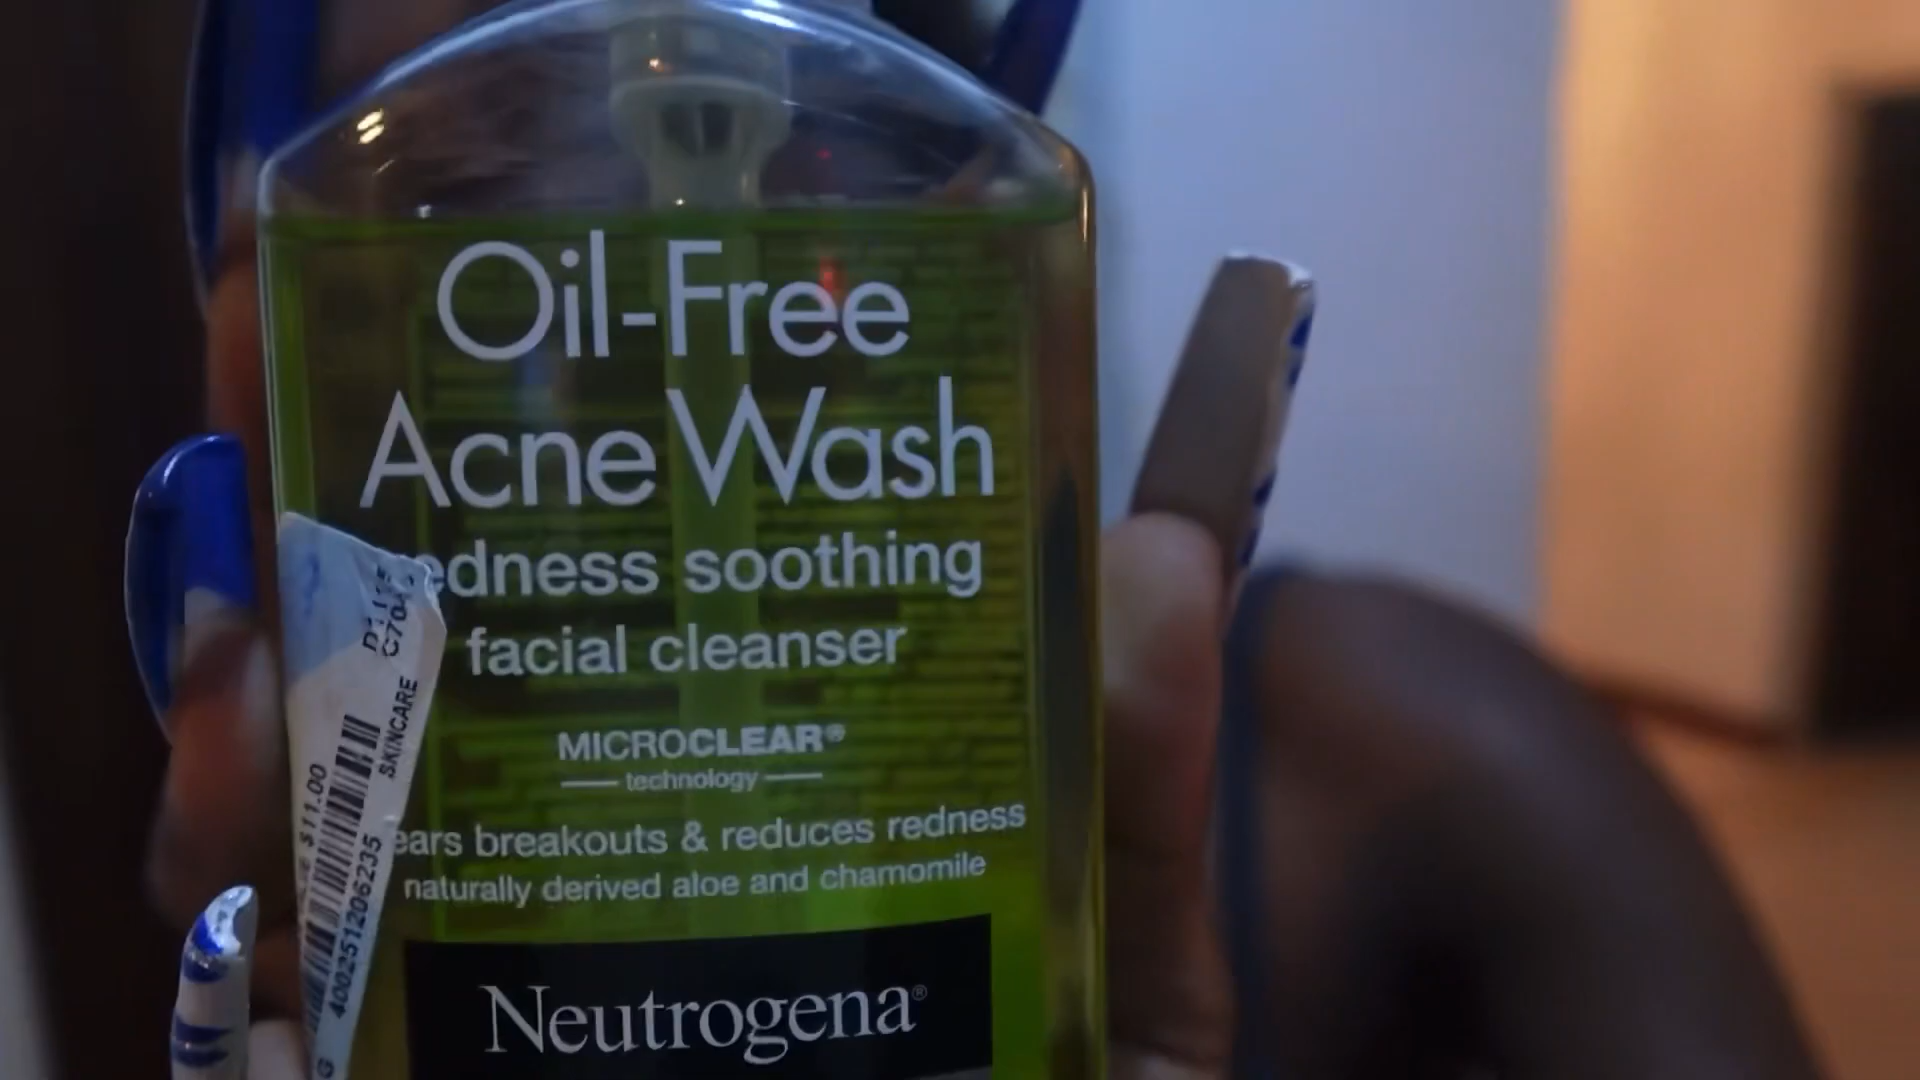 Oil-Free
Acne Wash
edness soothing
facial cleanser
MICROCLEAR®
technology
ears breakouts & reduces redness
naturally derived aloe and chamomile
Neutrogena®
SKINCARE
$11.00
400251206235